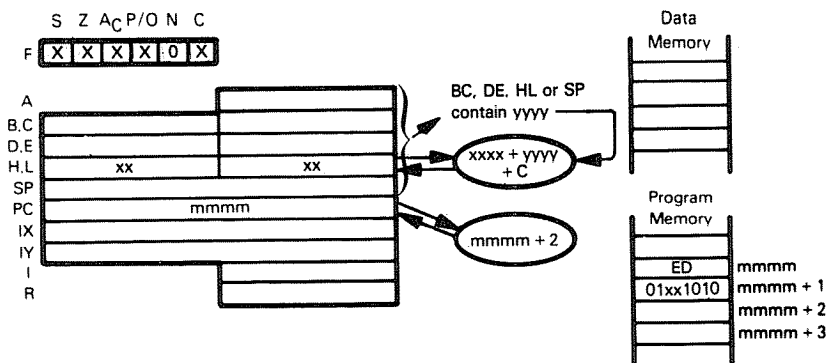 S Z AC P/O N C
F X X X X 0 X
A
B,C
D,E
H,L xx xx
SP
PC mmmm
IX
IY
I
R
BC, DE, HL or SP
contain yyyy
xxxx + yyyy
+ C
mmmm + 2
Data
Memory
Program
Memory
ED mmmm
01xx1010 mmmm + 1
mmmm + 2
mmmm + 3